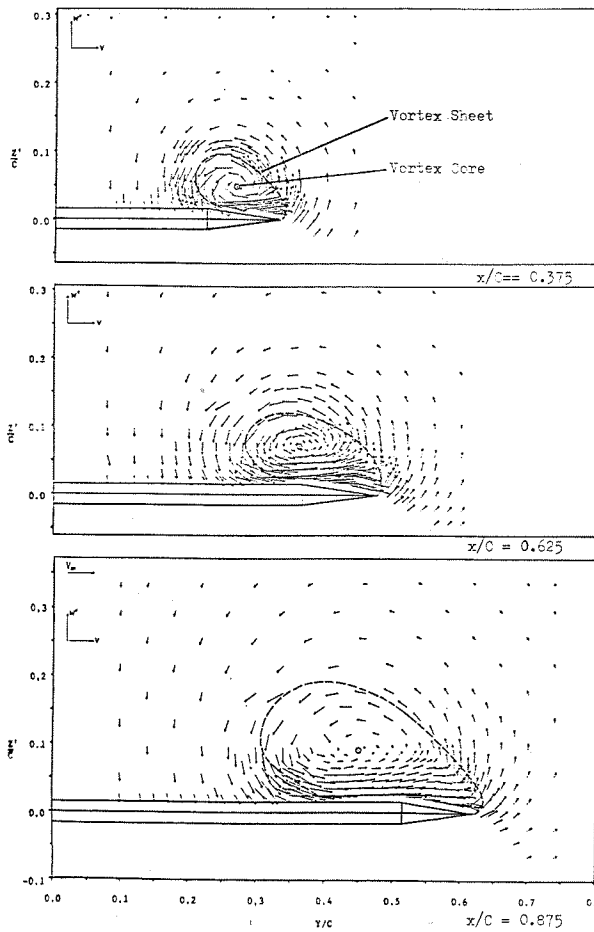 0.3
W'
V
0.2
Vortex Sheet
0.1
Vortex Core
0.0
x/C== 0.375
0.3
W'
V
0.2
0.1
0.0
x/C = 0.625
V∞
0.3
W'
V
0.2
0.1
0.0
-0.1
0.0 0.1 0.2 0.3 0.4 0.5 0.6 0.7
Y/C
x/C = 0.875